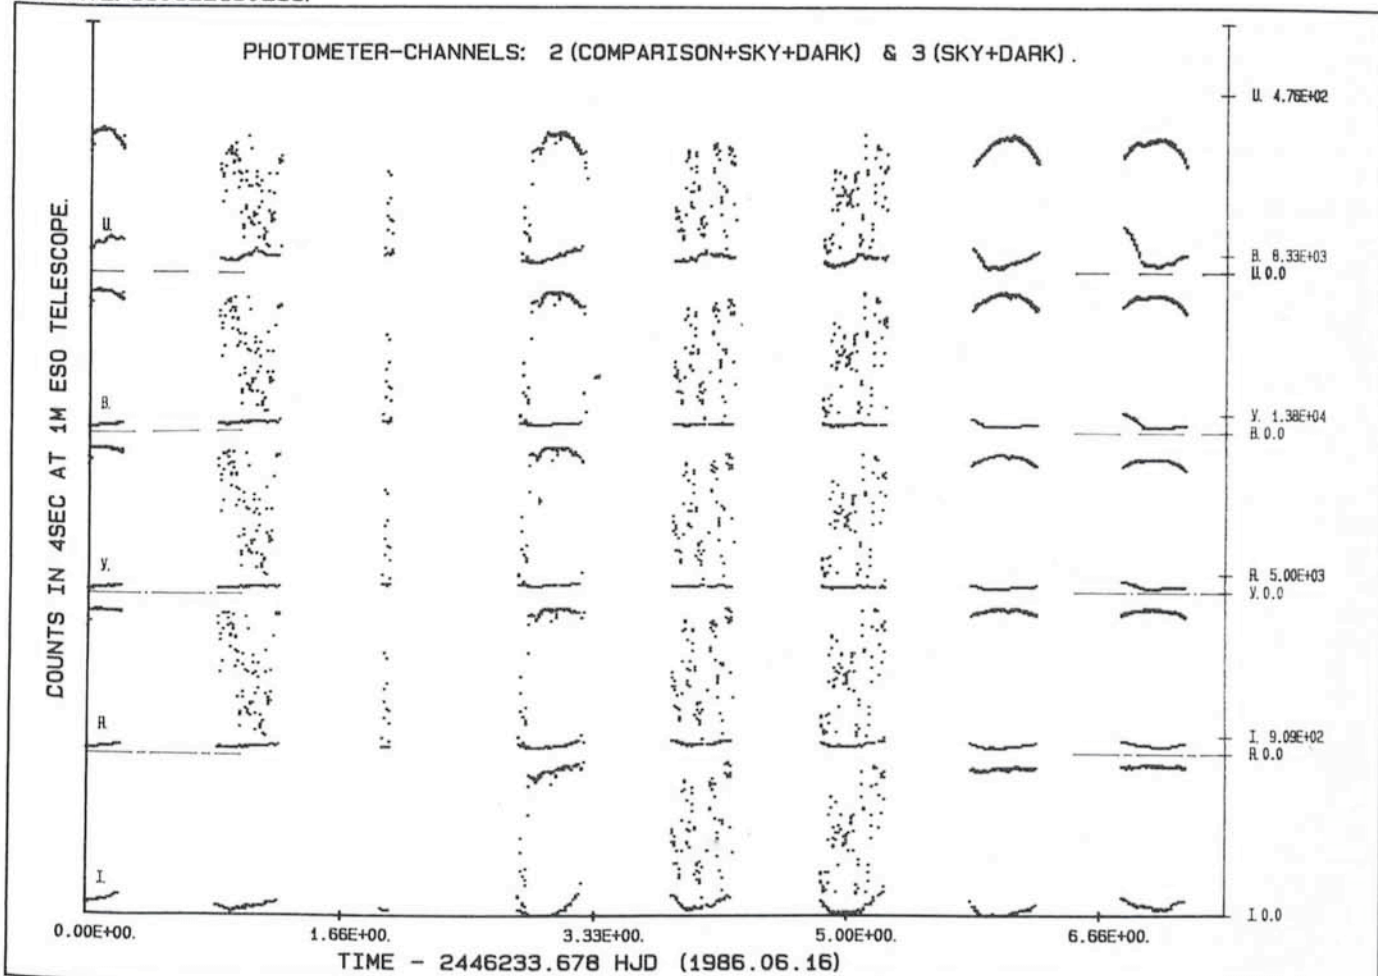 PHOTOMETER-CHANNELS: 2 (COMPARISON+SKY+DARK) & 3 (SKY+DARK).
COUNTS IN 4SEC AT 1M ESO TELESCOPE.
U.
B.
V.
R
I.
U. 4.76E+02
B. 6.33E+03
U. 0.0
V. 1.38E+04
B. 0.0
R. 5.00E+03
V. 0.0
I. 9.09E+02
R. 0.0
I. 0.0
0.00E+00.
1.66E+00.
3.33E+00.
5.00E+00.
6.66E+00.
TIME - 2446233.678 HJD (1986.06.16)